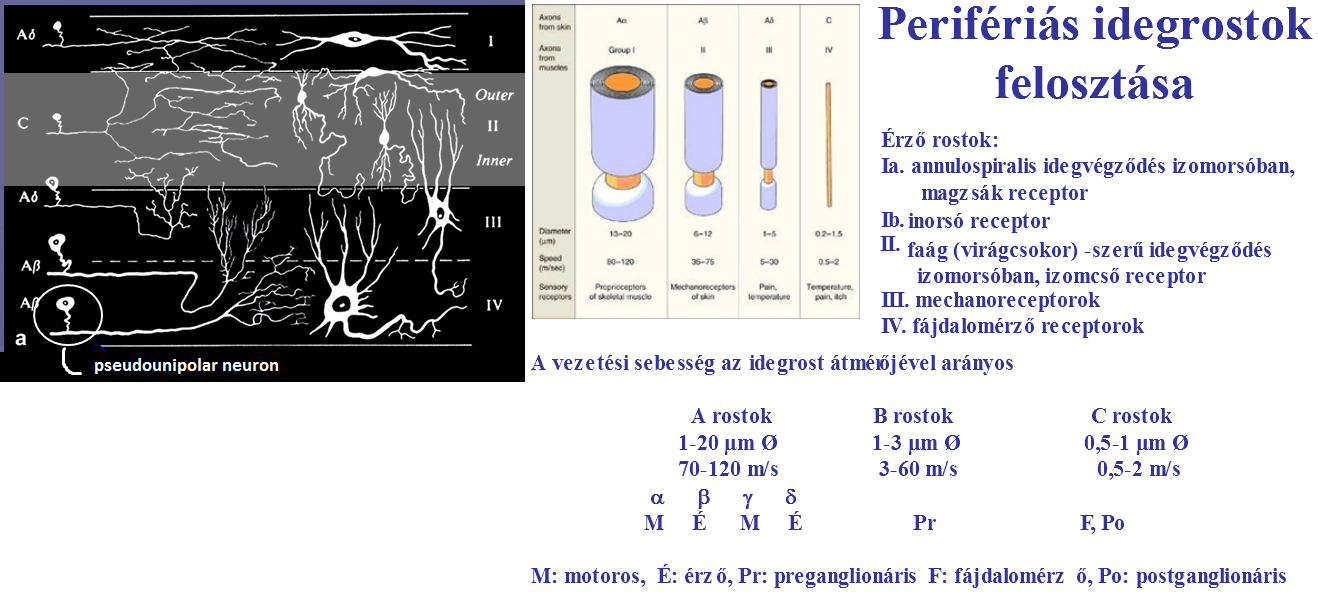 Aδ
I
Outer
C
II
Inner
Aδ
III
Aβ
Aβ
IV
a
pseudounipolar neuron
Axons from skin Aα Aβ Aδ C
Axons from muscles Group I II III IV
Diameter (μm) 13–20 6–12 1–5 0.2–1.5
Speed (m/sec) 80–120 35–75 5–30 0.5–2
Sensory receptors Proprioceptors of skeletal muscle Mechanoreceptors of skin Pain, temperature Temperature, pain, itch
Perifériás idegrostok
felosztása
Érző rostok:
Ia. annulospiralis idegvégződés izomorsóban,
magzsák receptor
Ib. inorsó receptor
II. faág (virágcsokor) -szerű idegvégződés
izomorsóban, izomcső receptor
III. mechanoreceptorok
IV. fájdalomérző receptorok
A vezetési sebesség az idegrost átmérőjével arányos
A rostok B rostok C rostok
1-20 μm Ø 1-3 μm Ø 0,5-1 μm Ø
70-120 m/s 3-60 m/s 0,5-2 m/s
α β γ δ
M É M É Pr F, Po
M: motoros, É: érző, Pr: preganglionáris F: fájdalomérz ő, Po: postganglionáris